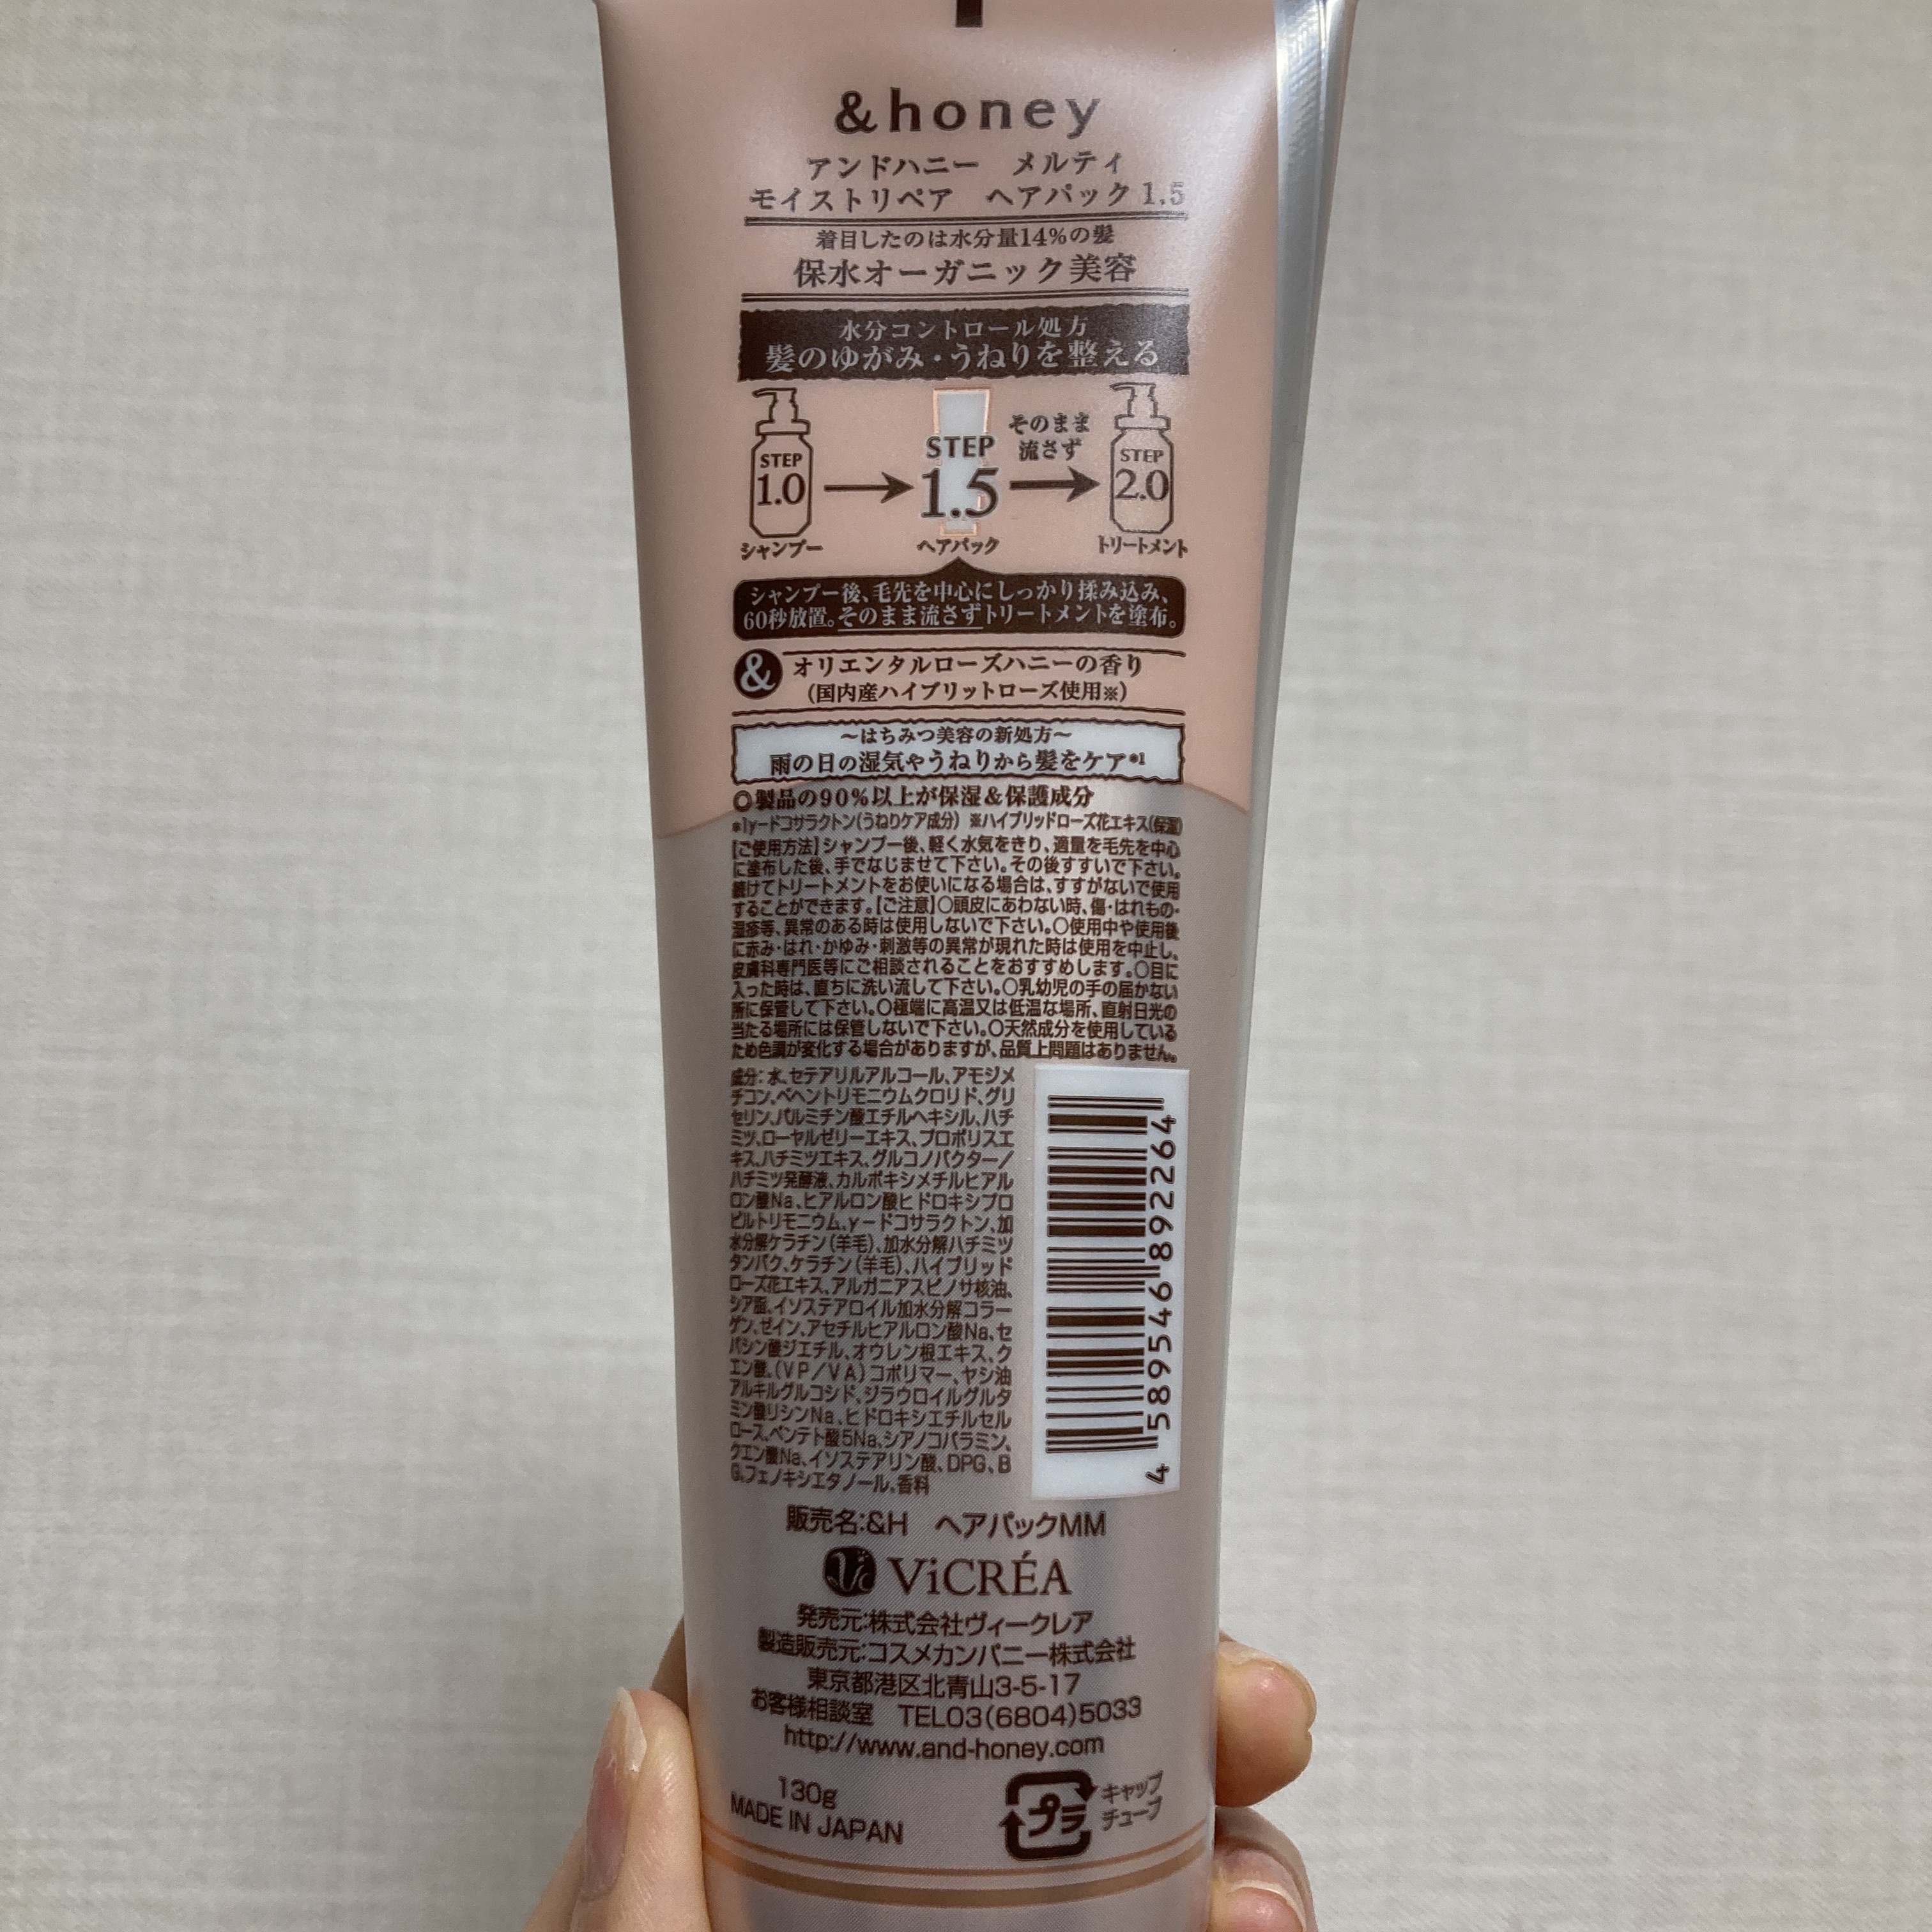 &honey
アンドハニー　メルティ
モイストリペア　ヘアパック 1.5
着目したのは水分量14%の髪
保水オーガニック美容
水分コントロール処方
髪のゆがみ・うねりを整える
STEP
1.0
シャンプー
STEP
1.5
ヘアパック
そのまま
流さず
STEP
2.0
トリートメント
シャンプー後、毛先を中心にしっかり揉み込み、
60秒放置。そのまま流さずトリートメントを塗布。
& オリエンタルローズハニーの香り
（国内産ハイブリットローズ使用※）
～はちみつ美容の新処方～
雨の日の湿気やうねりから髪をケア*1
◎製品の90%以上が保湿&保護成分
*1γードコサラクトン(うねりケア成分) ※ハイブリッドローズ花エキス(保湿)
【ご使用方法】シャンプー後、軽く水気をきり、適量を毛先を中心
に塗布した後、手でなじませて下さい。その後すすいで下さい。
続けてトリートメントをお使いになる場合は、すすがないで使用
することができます。【ご注意】○頭皮にあわない時、傷・はれもの・
湿疹等、異常のある時は使用しないで下さい。○使用中や使用後
に赤み・はれ・かゆみ・刺激等の異常が現れた時は使用を中止し、
皮膚科専門医等にご相談されることをおすすめします。○目に
入った時は、直ちに洗い流して下さい。○乳幼児の手の届かない
所に保管して下さい。○極端に高温又は低温な場所、直射日光の
当たる場所には保管しないで下さい。○天然成分を使用している
ため色調が変化する場合がありますが、品質上問題はありません。
成分：水、セテアリルアルコール、アモジメ
チコン、ベヘントリモニウムクロリド、グリ
セリン、パルミチン酸エチルヘキシル、ハチ
ミツ、ローヤルゼリーエキス、プロポリスエ
キス、ハチミツエキス、グルコノバクター／
ハチミツ発酵液、カルボキシメチルヒアル
ロン酸Na、ヒアルロン酸ヒドロキシプロ
ピルトリモニウム、γードコサラクトン、加
水分解ケラチン(羊毛)、加水分解ハチミツ
タンパク、ケラチン(羊毛)、ハイブリッド
ローズ花エキス、アルガニアスピノサ核油、
シア脂、イソステアロイル加水分解コラー
ゲン、ゼイン、アセチルヒアルロン酸Na、セ
バシン酸ジエチル、オウレン根エキス、ク
エン酸、(VP／VA)コポリマー、ヤシ油
アルキルグルコシド、ジラウロイルグルタ
ミン酸リシンNa、ヒドロキシエチルセル
ロース、ペンテト酸5Na、シアノコバラミン、
クエン酸Na、イソステアリン酸、DPG、B
G、フェノキシエタノール、香料
4 589546 892264
販売名:&H　ヘアパックMM
ViCRÉA
発売元:株式会社ヴィークレア
製造販売元:コスメカンパニー株式会社
東京都港区北青山3-5-17
お客様相談室　TEL03(6804)5033
http://www.and-honey.com
130g
MADE IN JAPAN
プラ
キャップ
チューブ